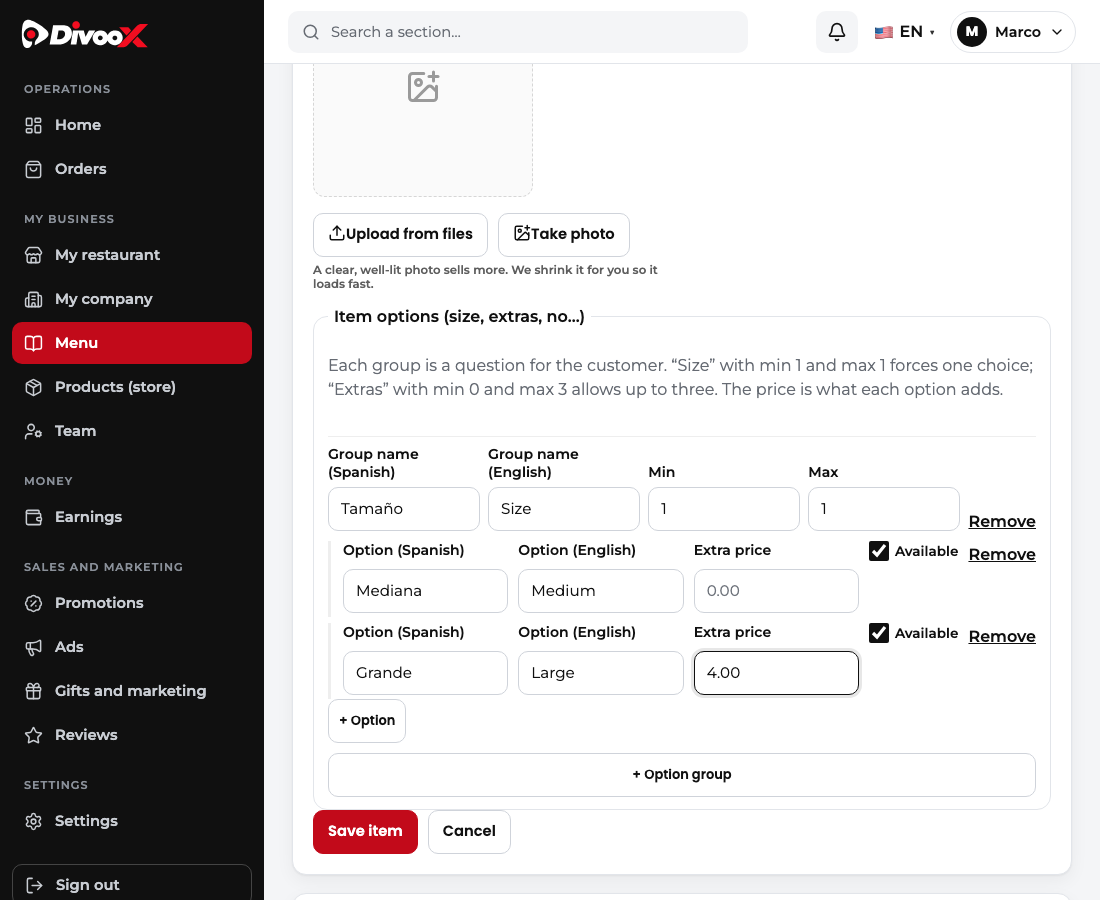 DivooX
Search a section...
EN
M
Marco
OPERATIONS
Home
Orders
MY BUSINESS
My restaurant
My company
Menu
Products (store)
Team
MONEY
Earnings
SALES AND MARKETING
Promotions
Ads
Gifts and marketing
Reviews
SETTINGS
Settings
Sign out
Upload from files
Take photo
A clear, well-lit photo sells more. We shrink it for you so it
loads fast.
Item options (size, extras, no...)
Each group is a question for the customer. “Size” with min 1 and max 1 forces one choice;
“Extras” with min 0 and max 3 allows up to three. The price is what each option adds.
Group name
(Spanish)
Group name
(English)
Min
Max
Tamaño
Size
1
1
Remove
Option (Spanish)
Option (English)
Extra price
Available
Remove
Mediana
Medium
0.00
Option (Spanish)
Option (English)
Extra price
Available
Remove
Grande
Large
4.00
+ Option
+ Option group
Save item
Cancel